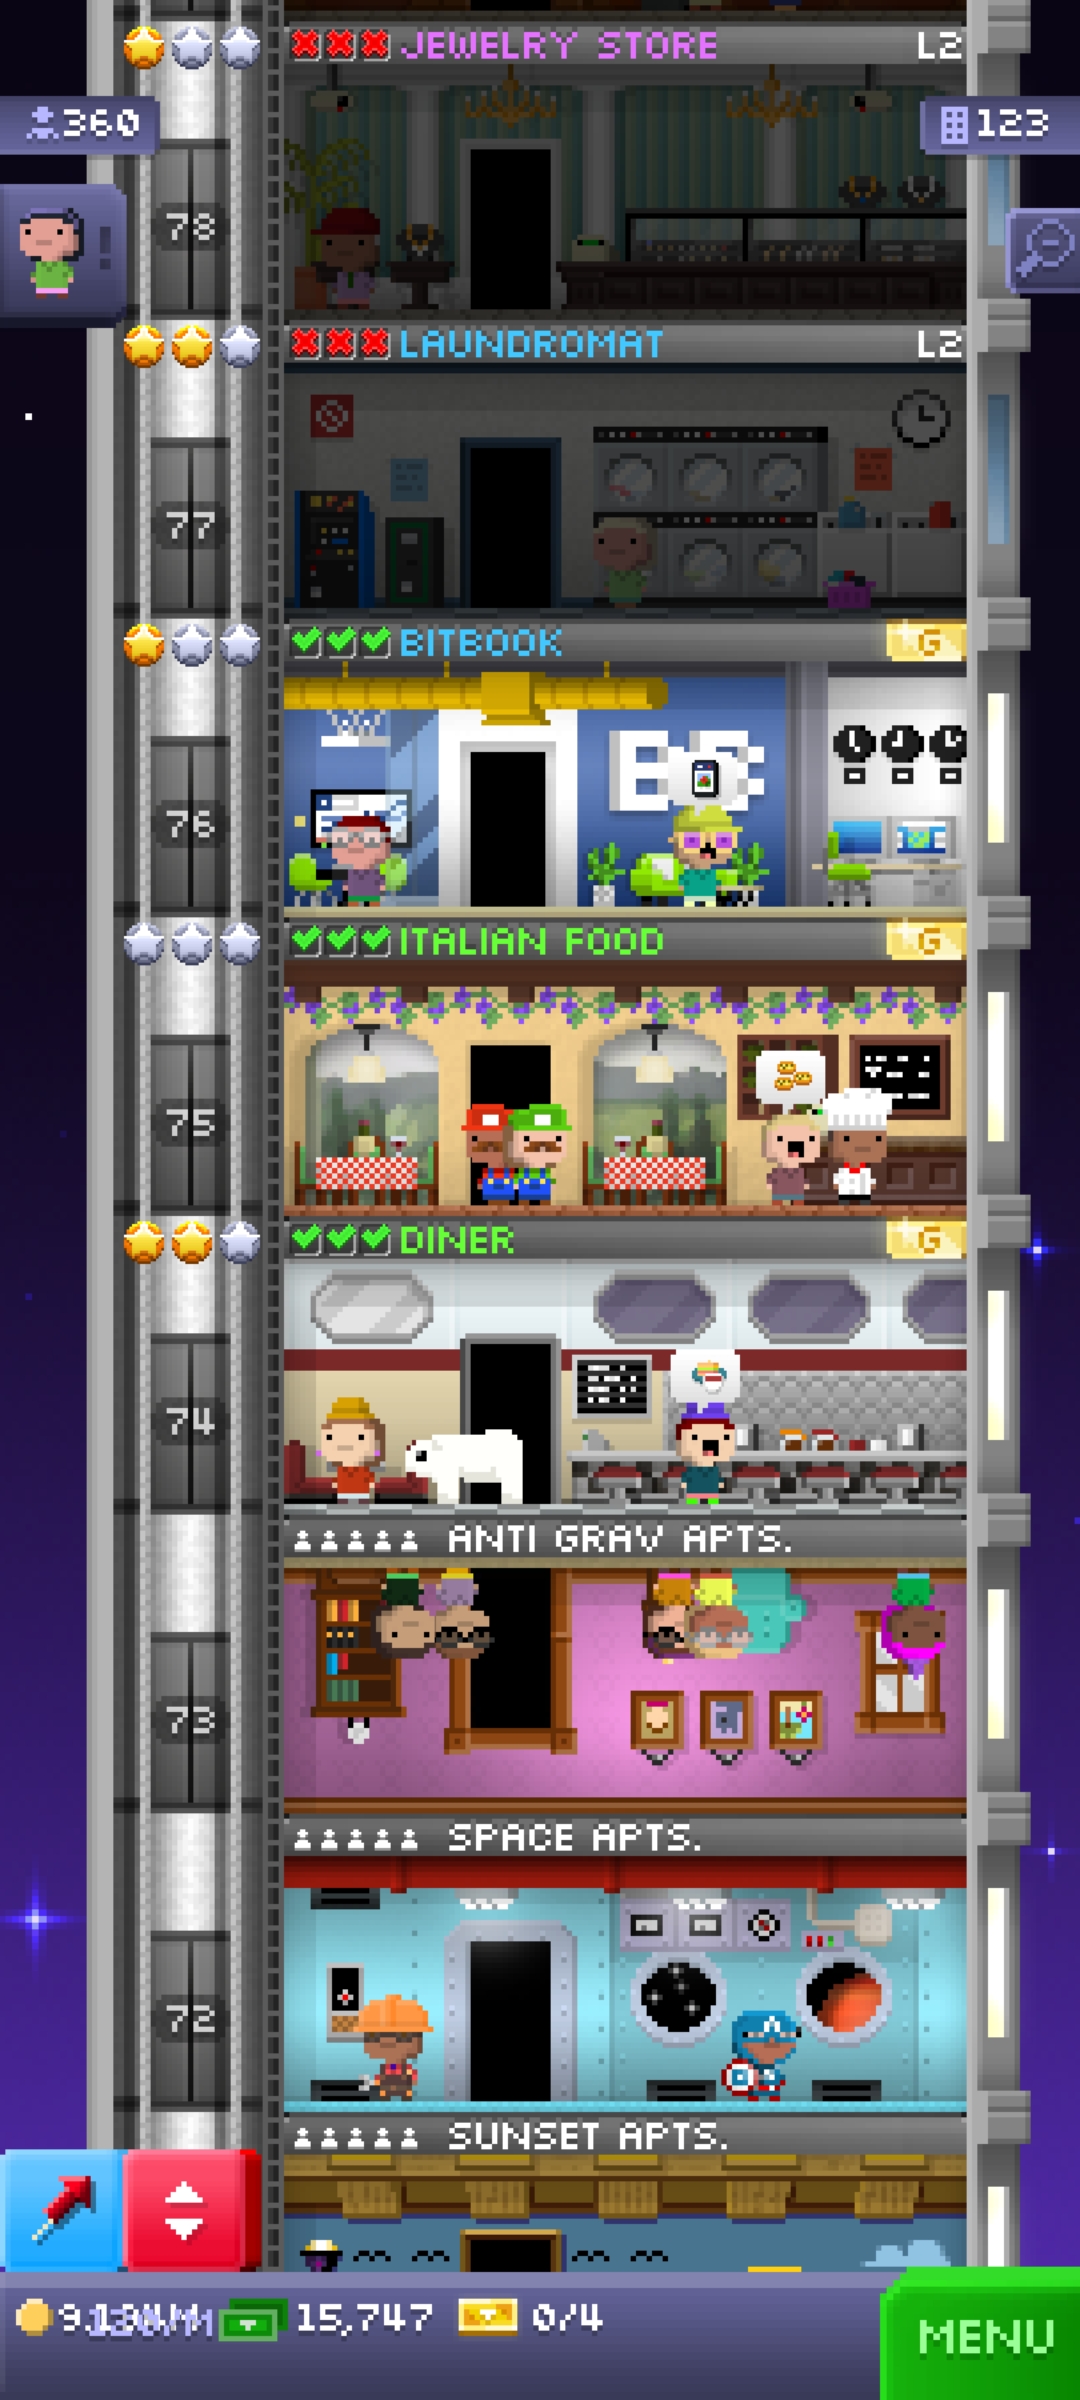 JEWELRY STORE L2
360
123
78
LAUNDROMAT L2
77
BITBOOK G
76
ITALIAN FOOD G
75
DINER G
74
ANTI GRAV APTS.
73
SPACE APTS.
72
SUNSET APTS.
15,747 0/4
MENU